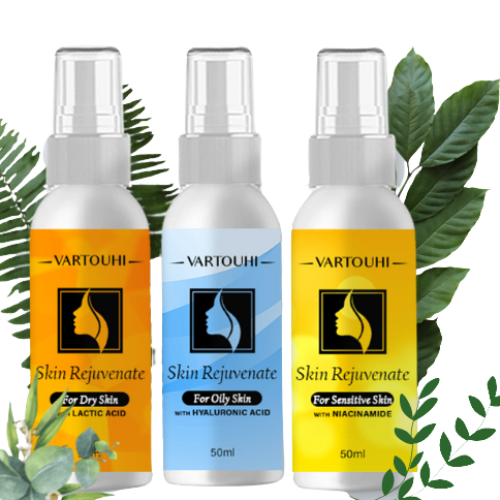 VARTOUHI
Skin Rejuvenate
For Dry Skin
LACTIC ACID
VARTOUHI
Skin Rejuvenate
For Oily Skin
WITH HYALURONIC ACID
50ml
VARTOUHI
Skin Rejuvenate
For Sensitive Skin
WITH NIACINAMIDE
50ml